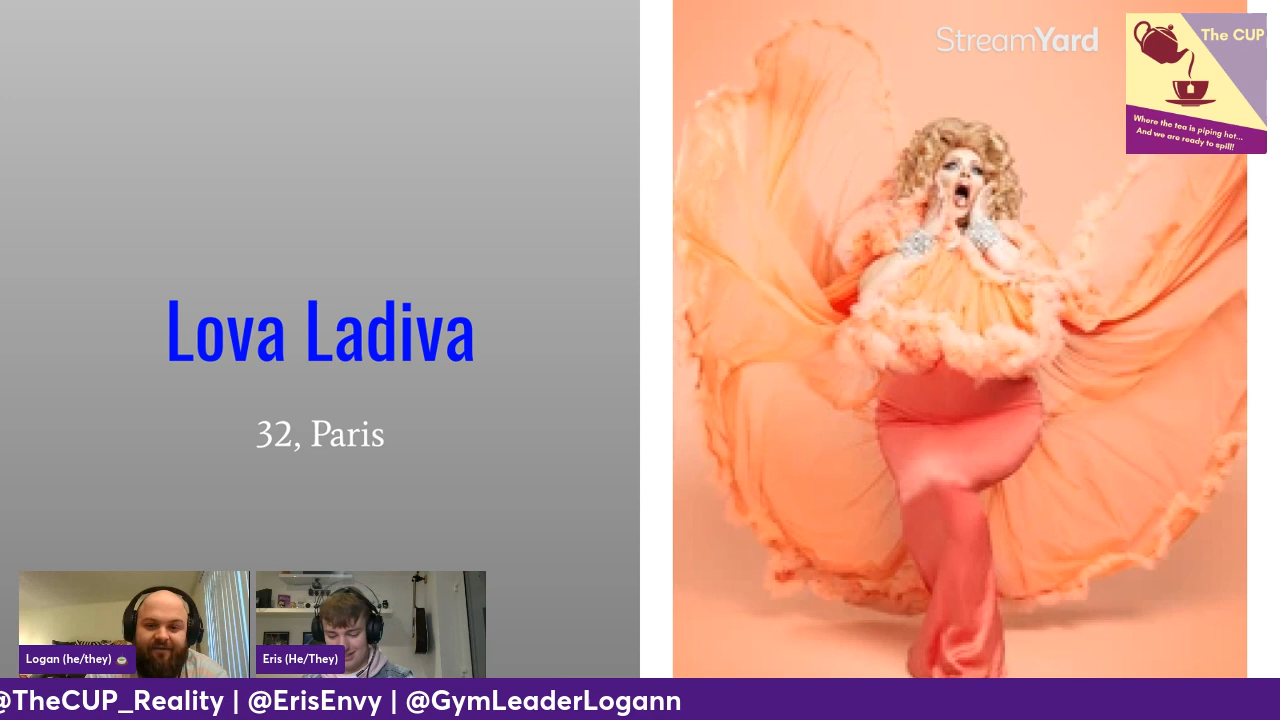 StreamYard
The CUP
Where the tea is piping hot...
And we are ready to spill!
Lova Ladiva
32, Paris
Logan (he/they)
Eris (He/They)
@TheCUP_Reality | @ErisEnvy | @GymLeaderLogann